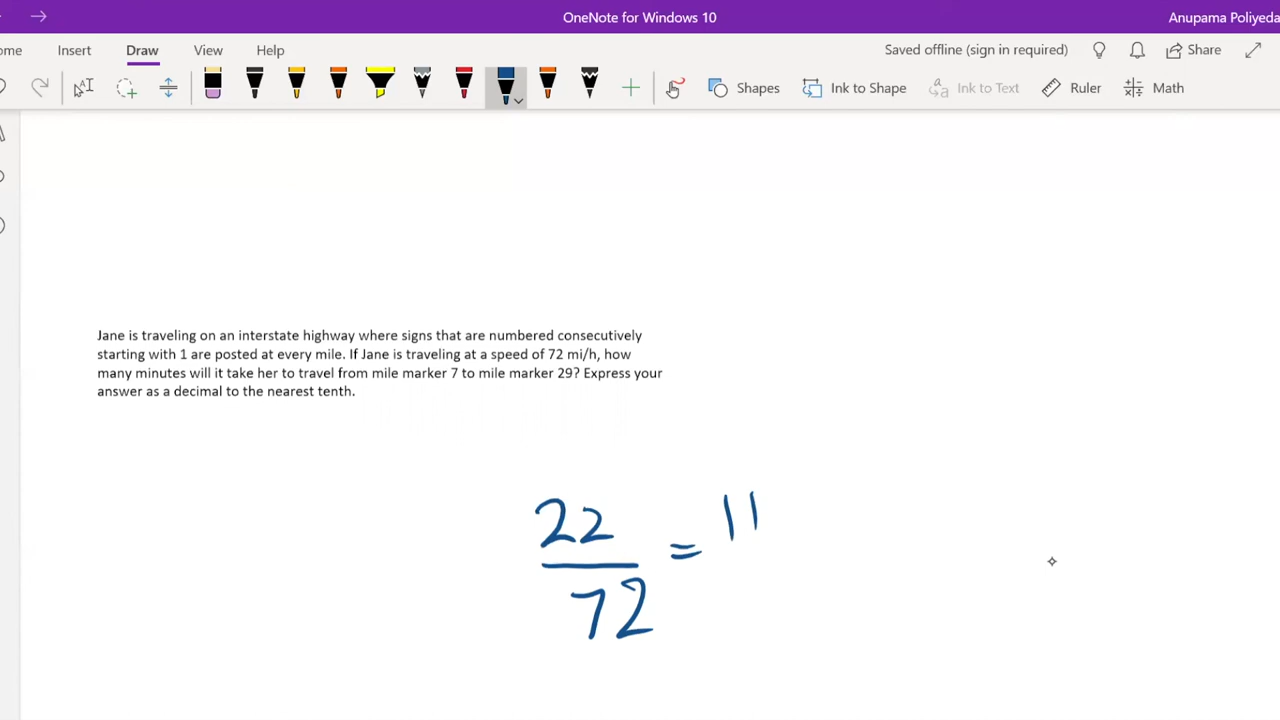 OneNote for Windows 10
Anupama Poliyeda
ome Insert Draw View Help
Saved offline (sign in required) Share
Shapes Ink to Shape Ink to Text Ruler Math
Jane is traveling on an interstate highway where signs that are numbered consecutively
starting with 1 are posted at every mile. If Jane is traveling at a speed of 72 mi/h, how
many minutes will it take her to travel from mile marker 7 to mile marker 29? Express your
answer as a decimal to the nearest tenth.
22 = 11
72